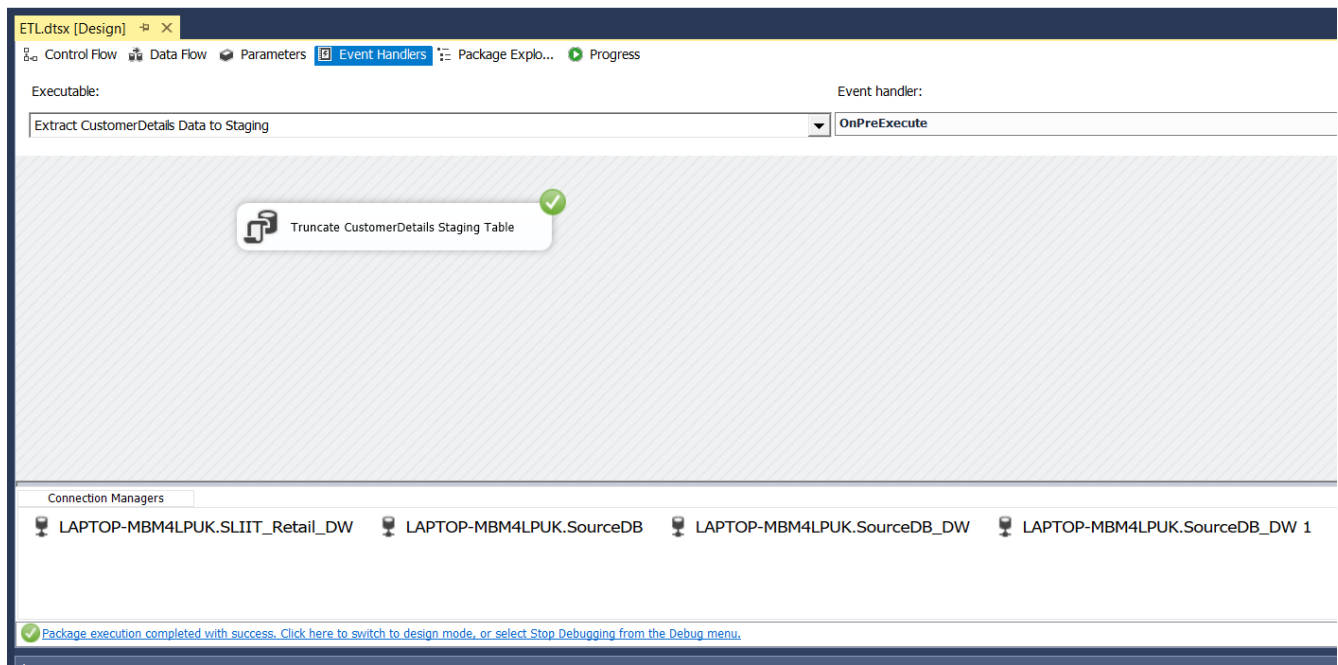 ETL.dtsx [Design]
Control Flow Data Flow Parameters Event Handlers Package Explo... Progress
Executable: Event handler:
Extract CustomerDetails Data to Staging OnPreExecute
Truncate CustomerDetails Staging Table
Connection Managers
LAPTOP-MBM4LPUK.SLIIT_Retail_DW LAPTOP-MBM4LPUK.SourceDB LAPTOP-MBM4LPUK.SourceDB_DW LAPTOP-MBM4LPUK.SourceDB_DW 1
Package execution completed with success. Click here to switch to design mode, or select Stop Debugging from the Debug menu.